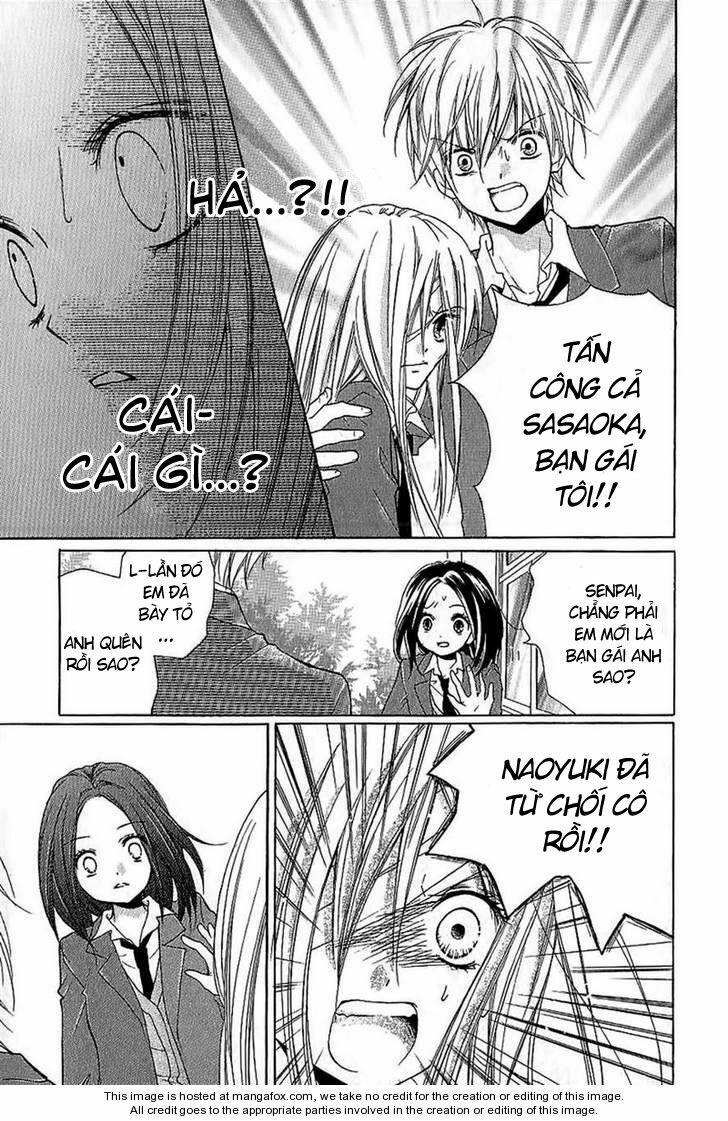 TẤN
CÔNG CẢ
SASAOKA,
BẠN GÁI
TÔI!!
HẢ...?!!
CÁI-
CÁI GÌ...?
SENPAI,
CHẲNG PHẢI
EM MỚI LÀ
BẠN GÁI ANH
SAO?
L-LẦN ĐÓ
EM ĐÃ
BÀY TỎ
...
ANH QUÊN
RỒI SAO?
NAOYUKI ĐÃ
TỪ CHỐI CÔ
RỒI!!
This image is hosted at mangafox.com, we take no credit for the creation or editing of this image.
All credit goes to the appropriate parties involved in the creation or editing of this image.